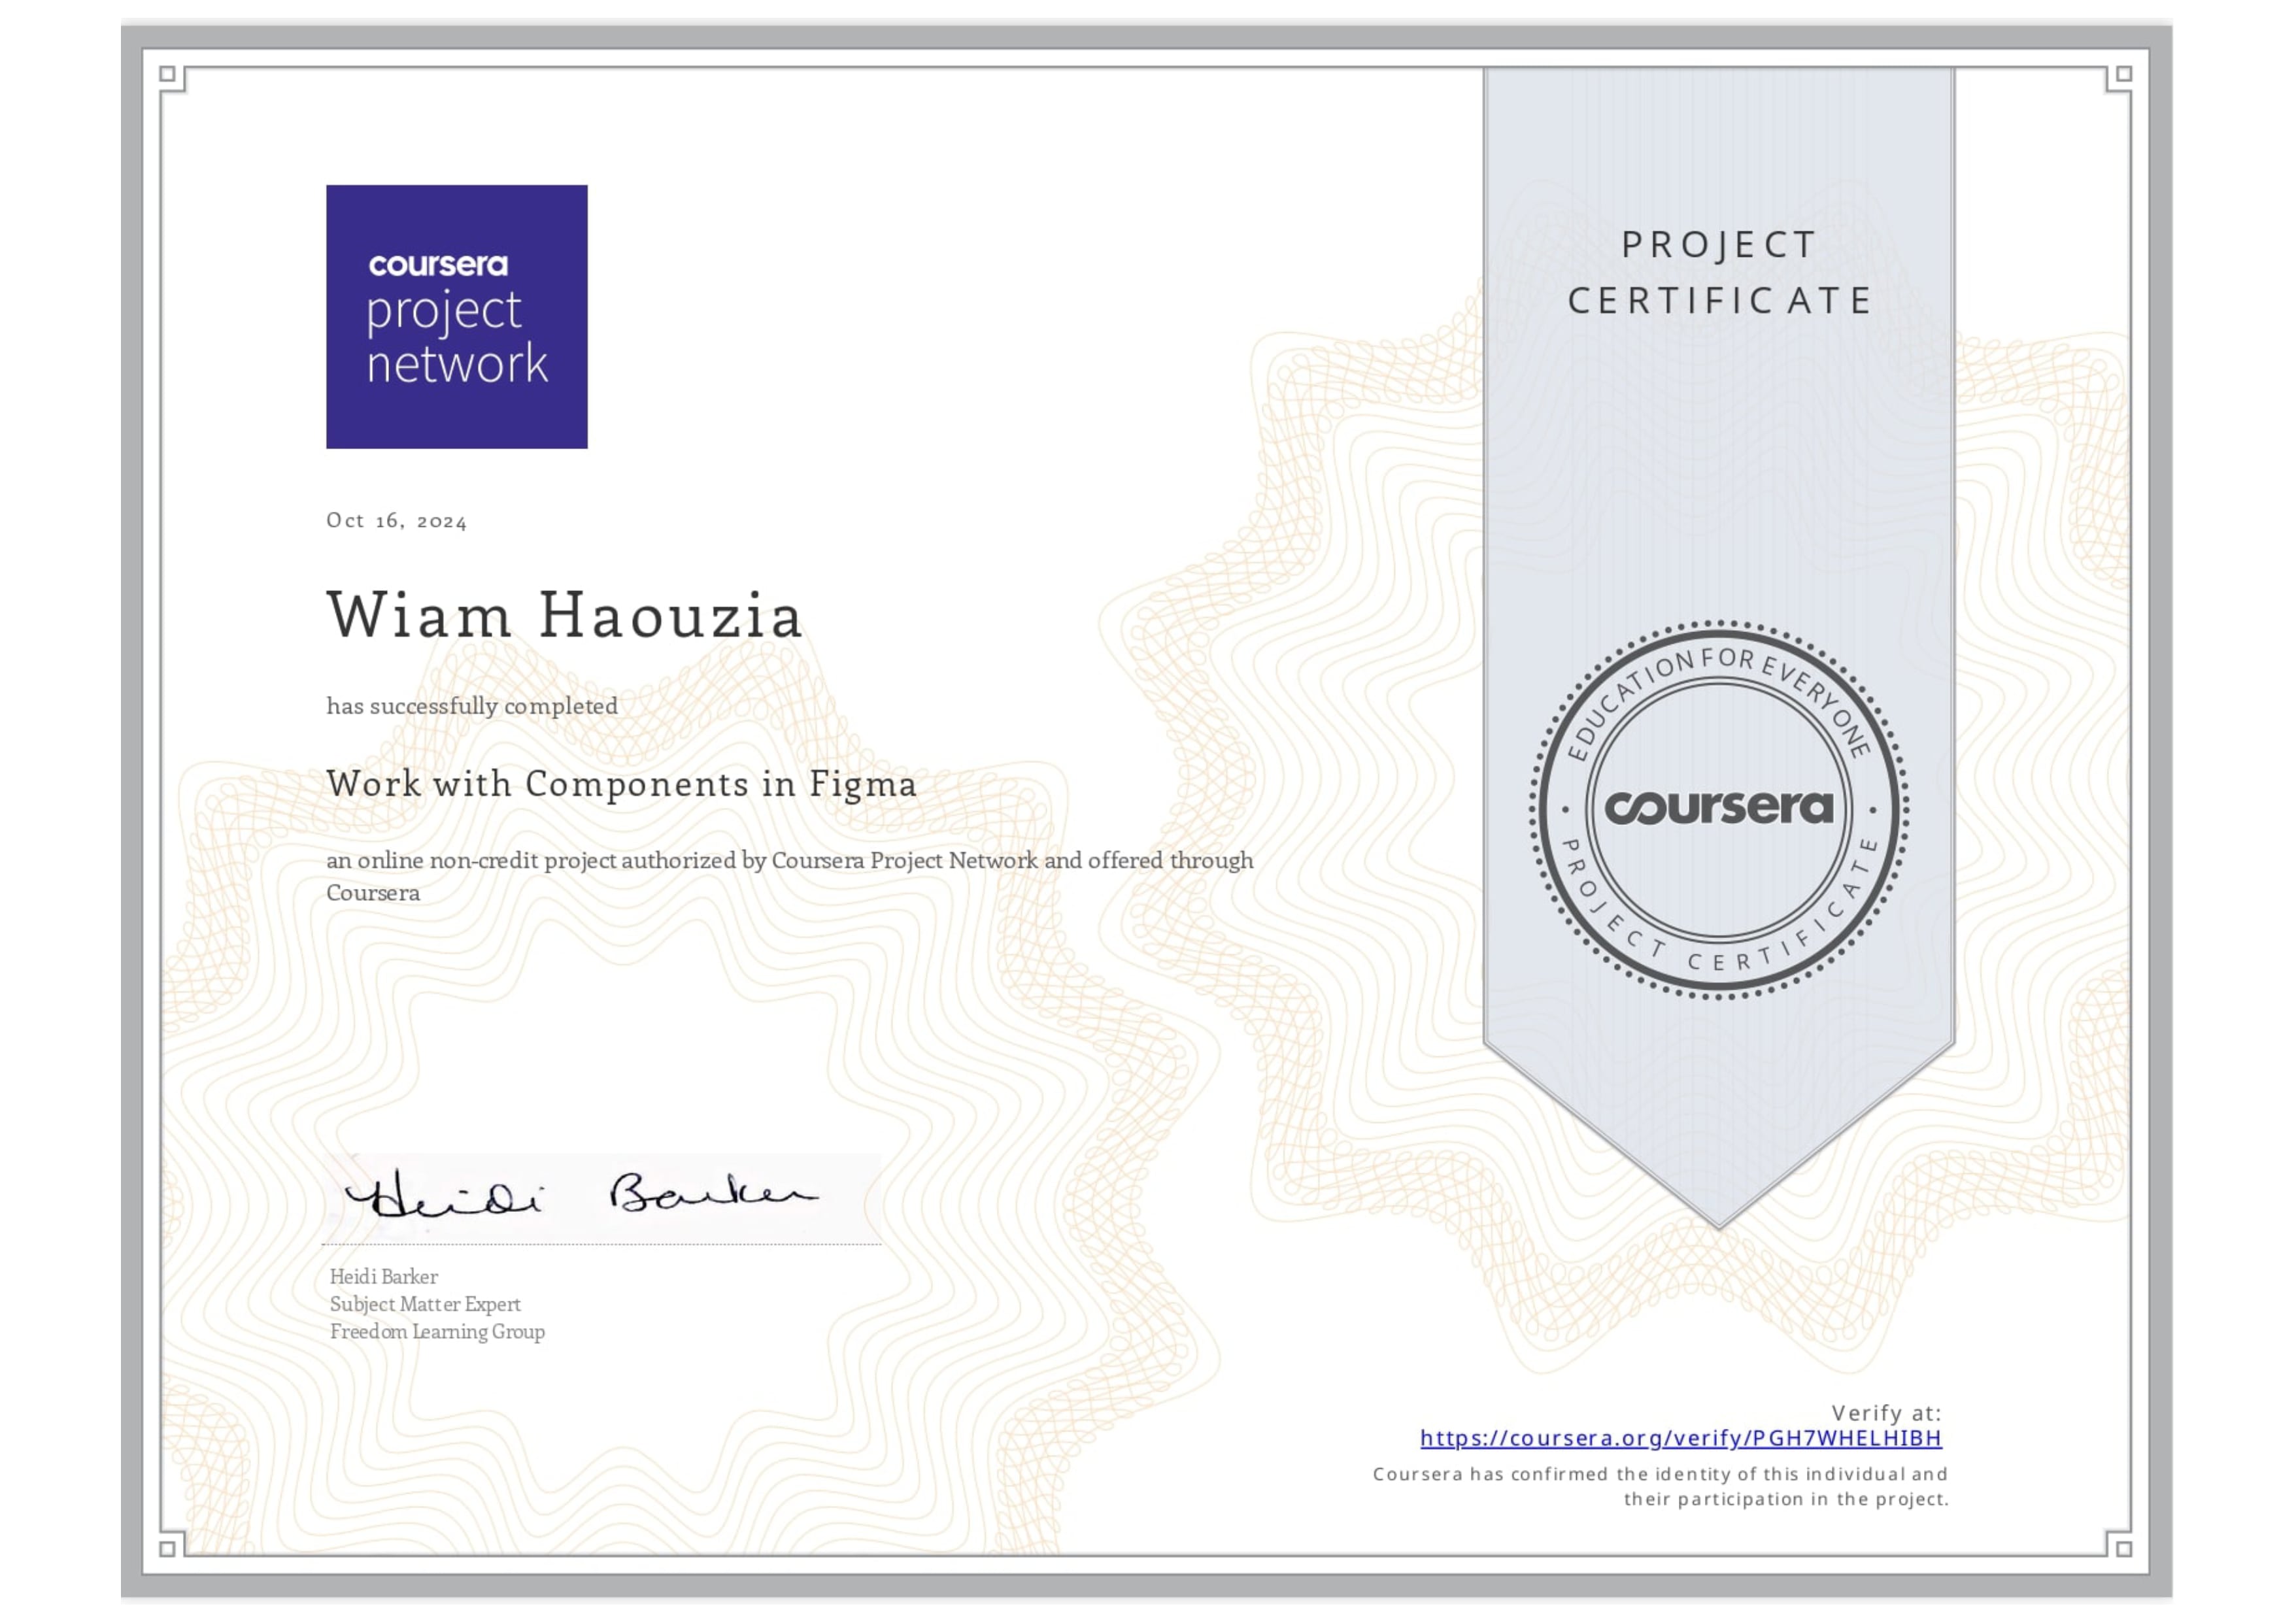 coursera
project
network
PROJECT
CERTIFICATE
Oct 16, 2024
Wiam Haouzia
has successfully completed
Work with Components in Figma
an online non-credit project authorized by Coursera Project Network and offered through
Coursera
EDUCATION FOR EVERYONE
coursera
PROJECT CERTIFICATE
Heidi Barker
Heidi Barker
Subject Matter Expert
Freedom Learning Group
Verify at:
https://coursera.org/verify/PGH7WHELHIBH
Coursera has confirmed the identity of this individual and
their participation in the project.